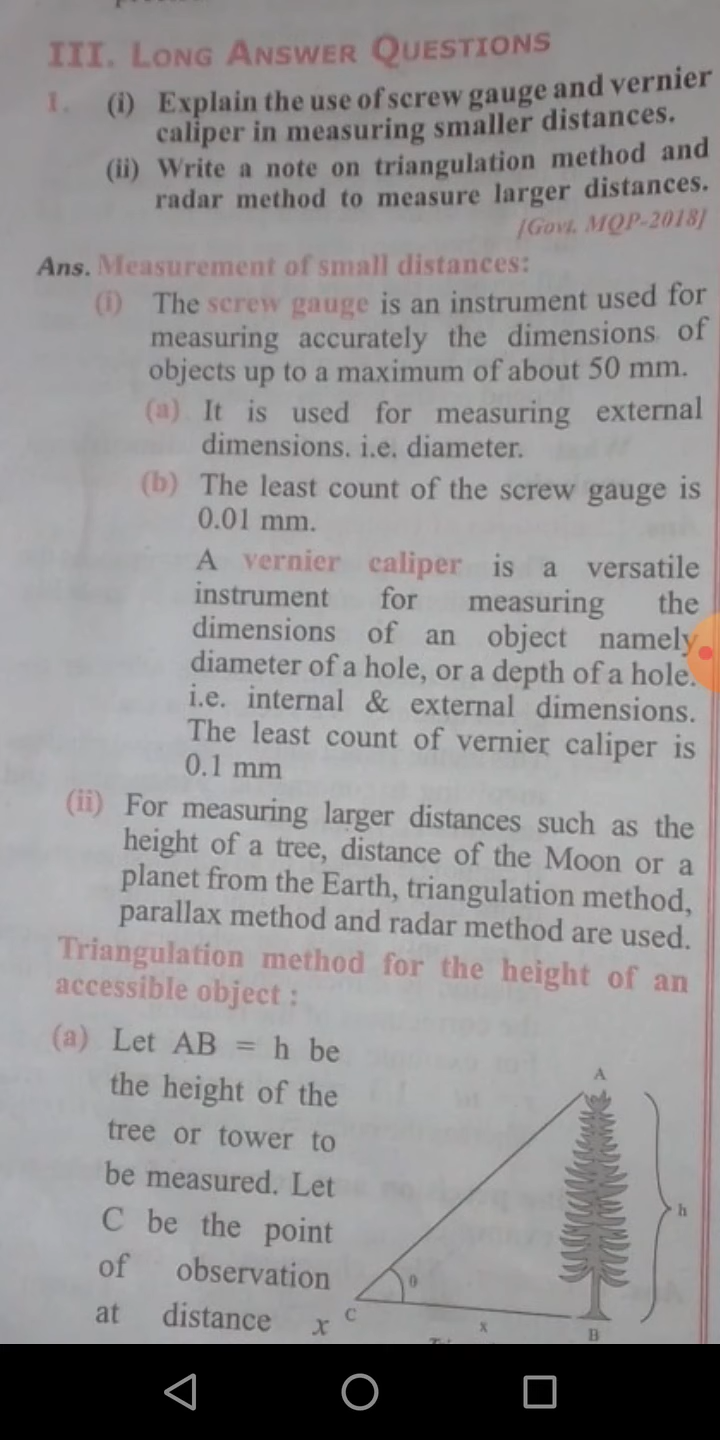 III. LONG ANSWER QUESTIONS
1. (i) Explain the use of screw gauge and vernier
caliper in measuring smaller distances.
(ii) Write a note on triangulation method and
radar method to measure larger distances.
[Govt. MQP-2018]
Ans. Measurement of small distances:
(i) The screw gauge is an instrument used for
measuring accurately the dimensions of
objects up to a maximum of about 50 mm.
(a) It is used for measuring external
dimensions. i.e. diameter.
(b) The least count of the screw gauge is
0.01 mm.
A vernier caliper is a versatile
instrument for measuring the
dimensions of an object namely
diameter of a hole, or a depth of a hole.
i.e. internal & external dimensions.
The least count of vernier caliper is
0.1 mm
(ii) For measuring larger distances such as the
height of a tree, distance of the Moon or a
planet from the Earth, triangulation method,
parallax method and radar method are used.
Triangulation method for the height of an
accessible object :
(a) Let AB = h be
the height of the
tree or tower to
be measured. Let
C be the point
of observation
at distance x
A
h
θ
C
x
B